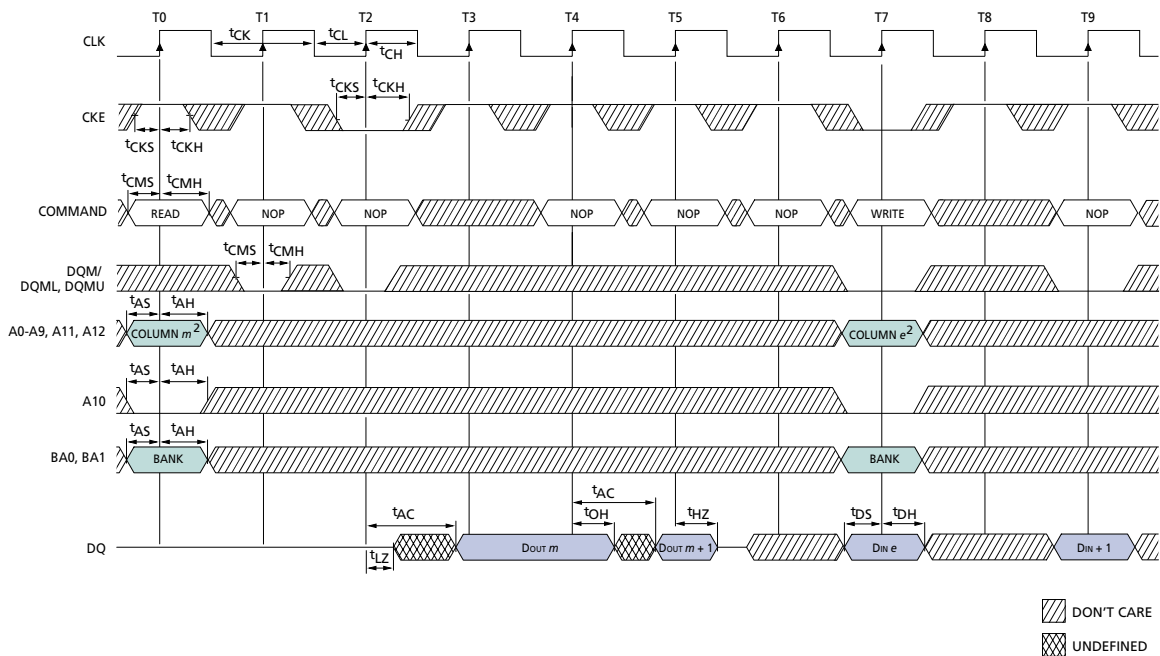 T0 T1 T2 T3 T4 T5 T6 T7 T8 T9
CLK
tCK tCL
tCH
tCKS tCKH
CKE
tCKS tCKH
tCMS tCMH
COMMAND READ NOP NOP NOP NOP NOP WRITE NOP
tCMS tCMH
DQM/
DQML, DQMU
tAS tAH
A0-A9, A11, A12 COLUMN m2 COLUMN e2
tAS tAH
A10
tAS tAH
BA0, BA1 BANK BANK
tAC
tAC tOH tHZ tDS tDH
DQ DOUT m DOUT m + 1 DIN e DIN + 1
tLZ
DON'T CARE
UNDEFINED